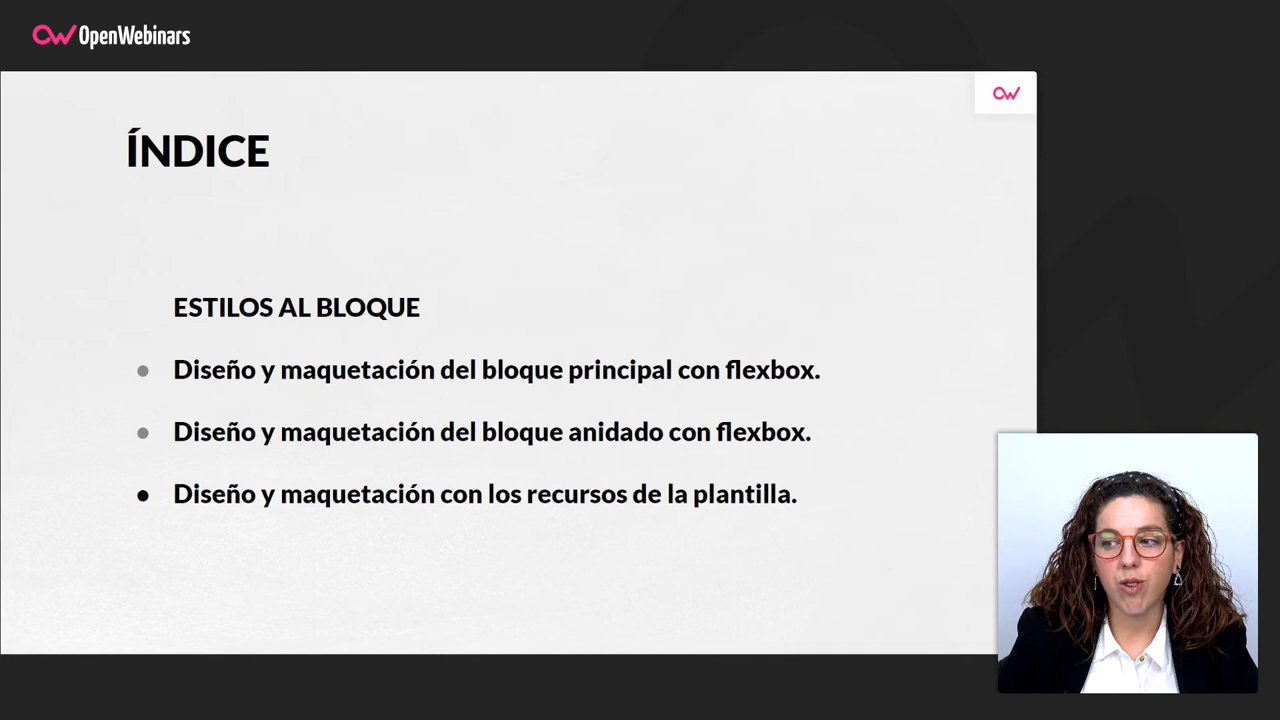 OpenWebinars
ÍNDICE
ESTILOS AL BLOQUE
Diseño y maquetación del bloque principal con flexbox.
Diseño y maquetación del bloque anidado con flexbox.
Diseño y maquetación con los recursos de la plantilla.